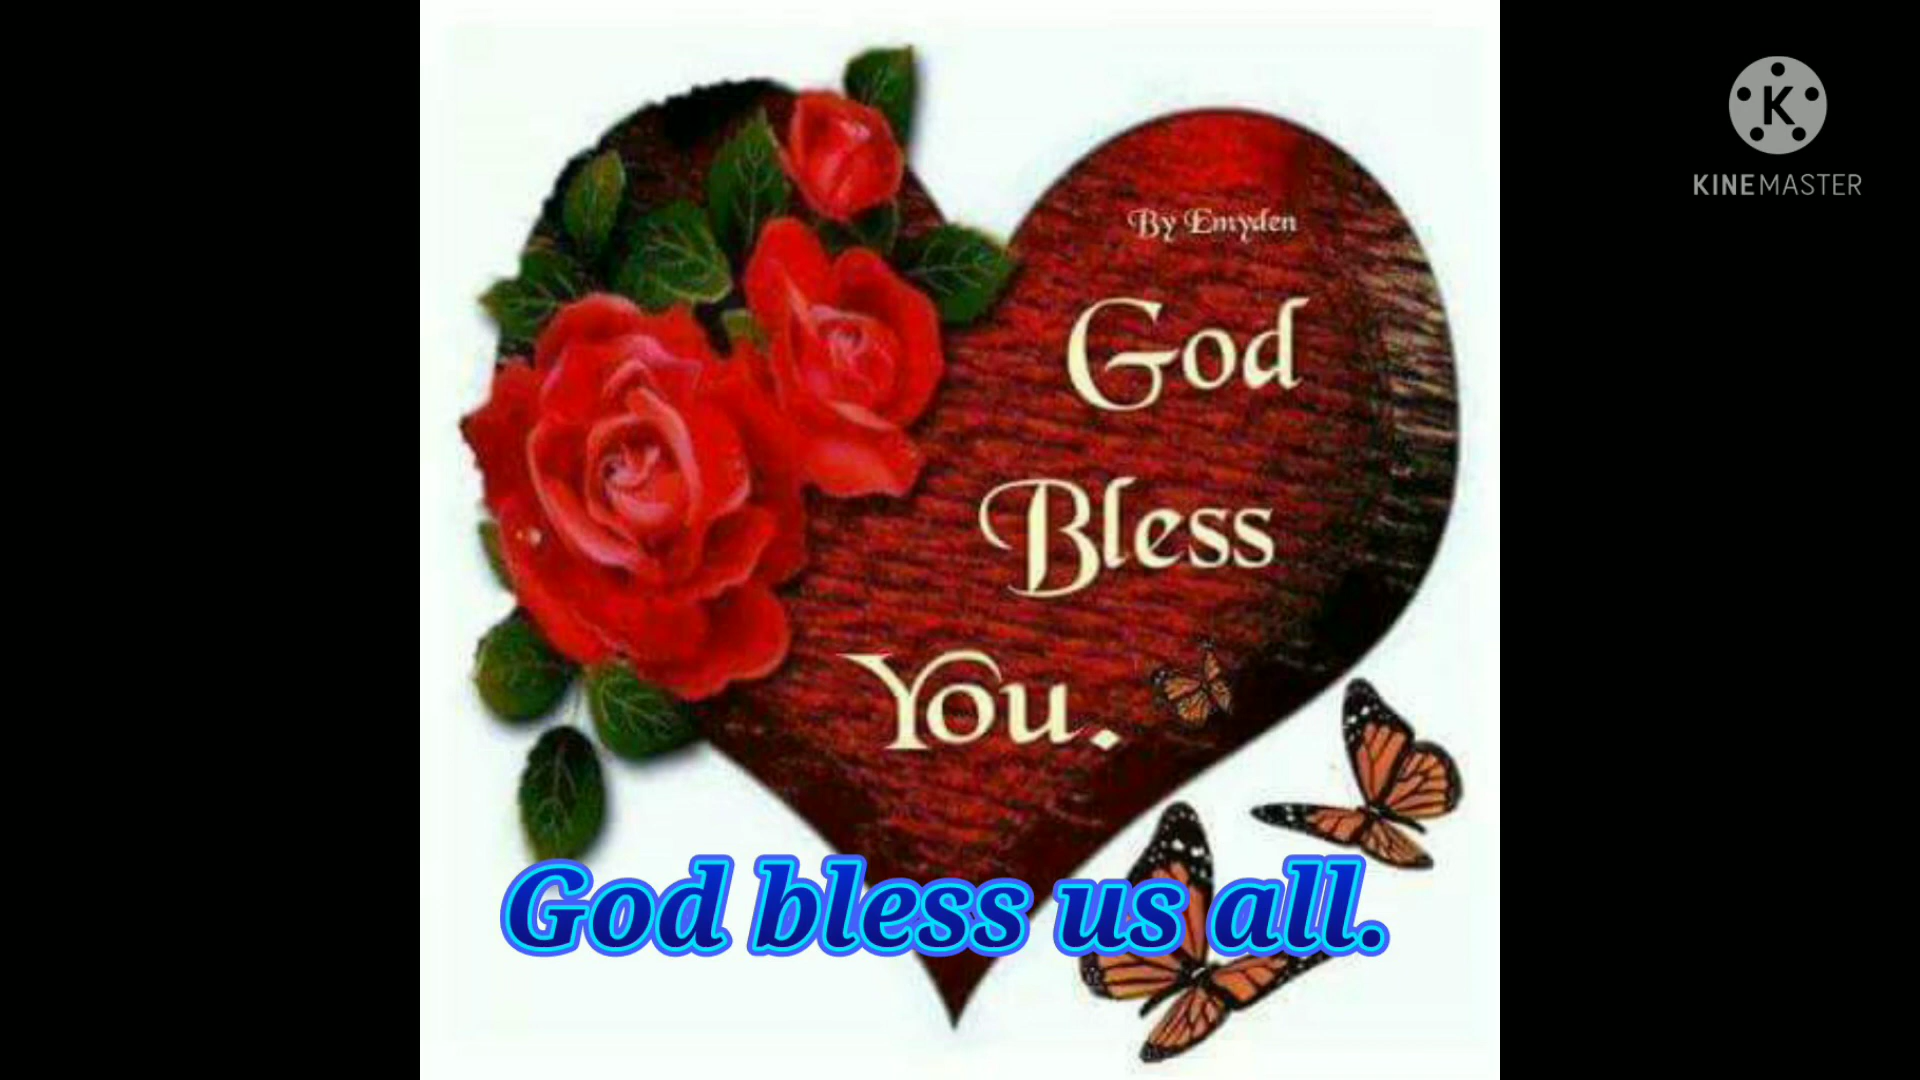 By Emyden
God
Bless
You.
God bless us all.
K
KINEMASTER